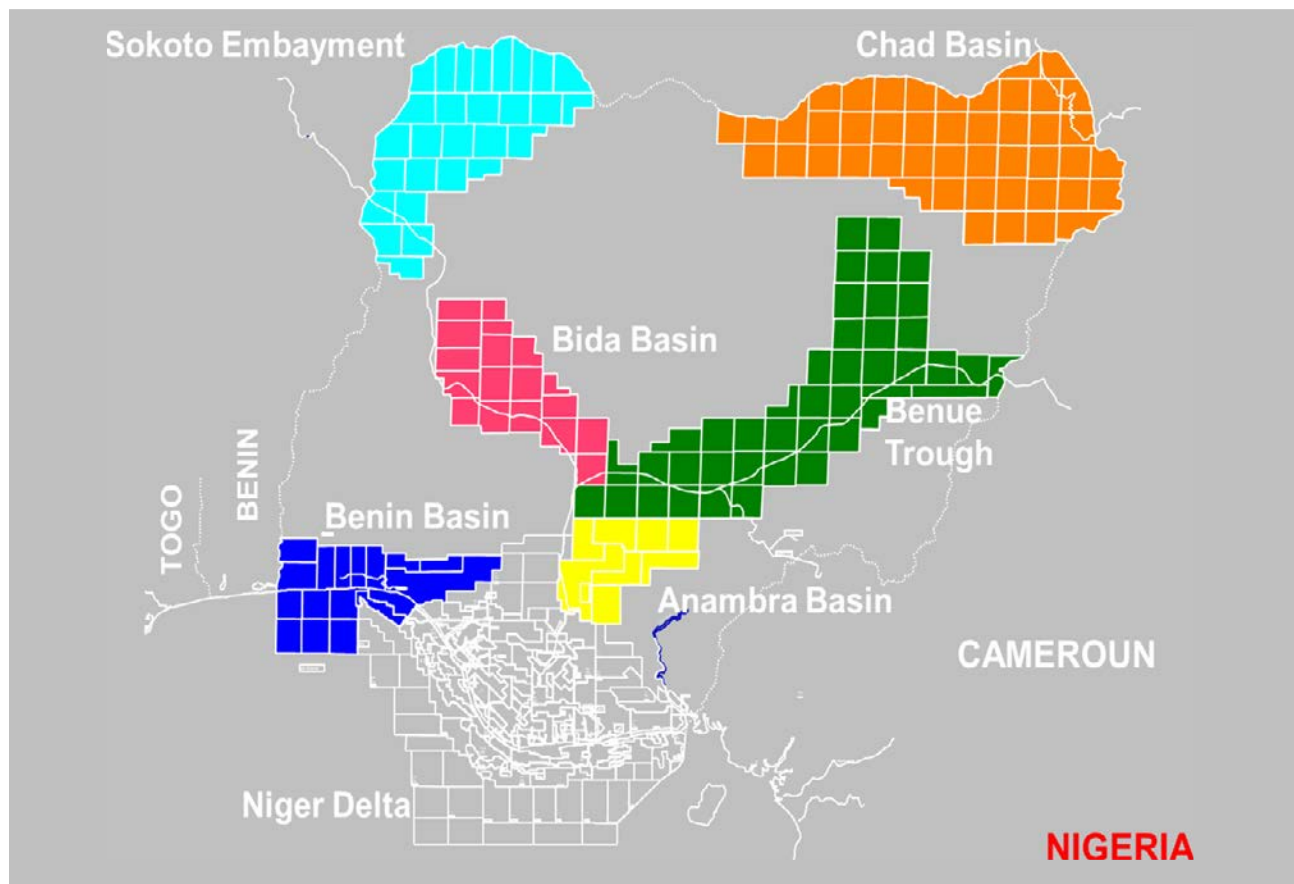 Sokoto Embayment
Chad Basin
Bida Basin
Benue
Trough
TOGO
BENIN
Benin Basin
Anambra Basin
CAMEROUN
Niger Delta
NIGERIA